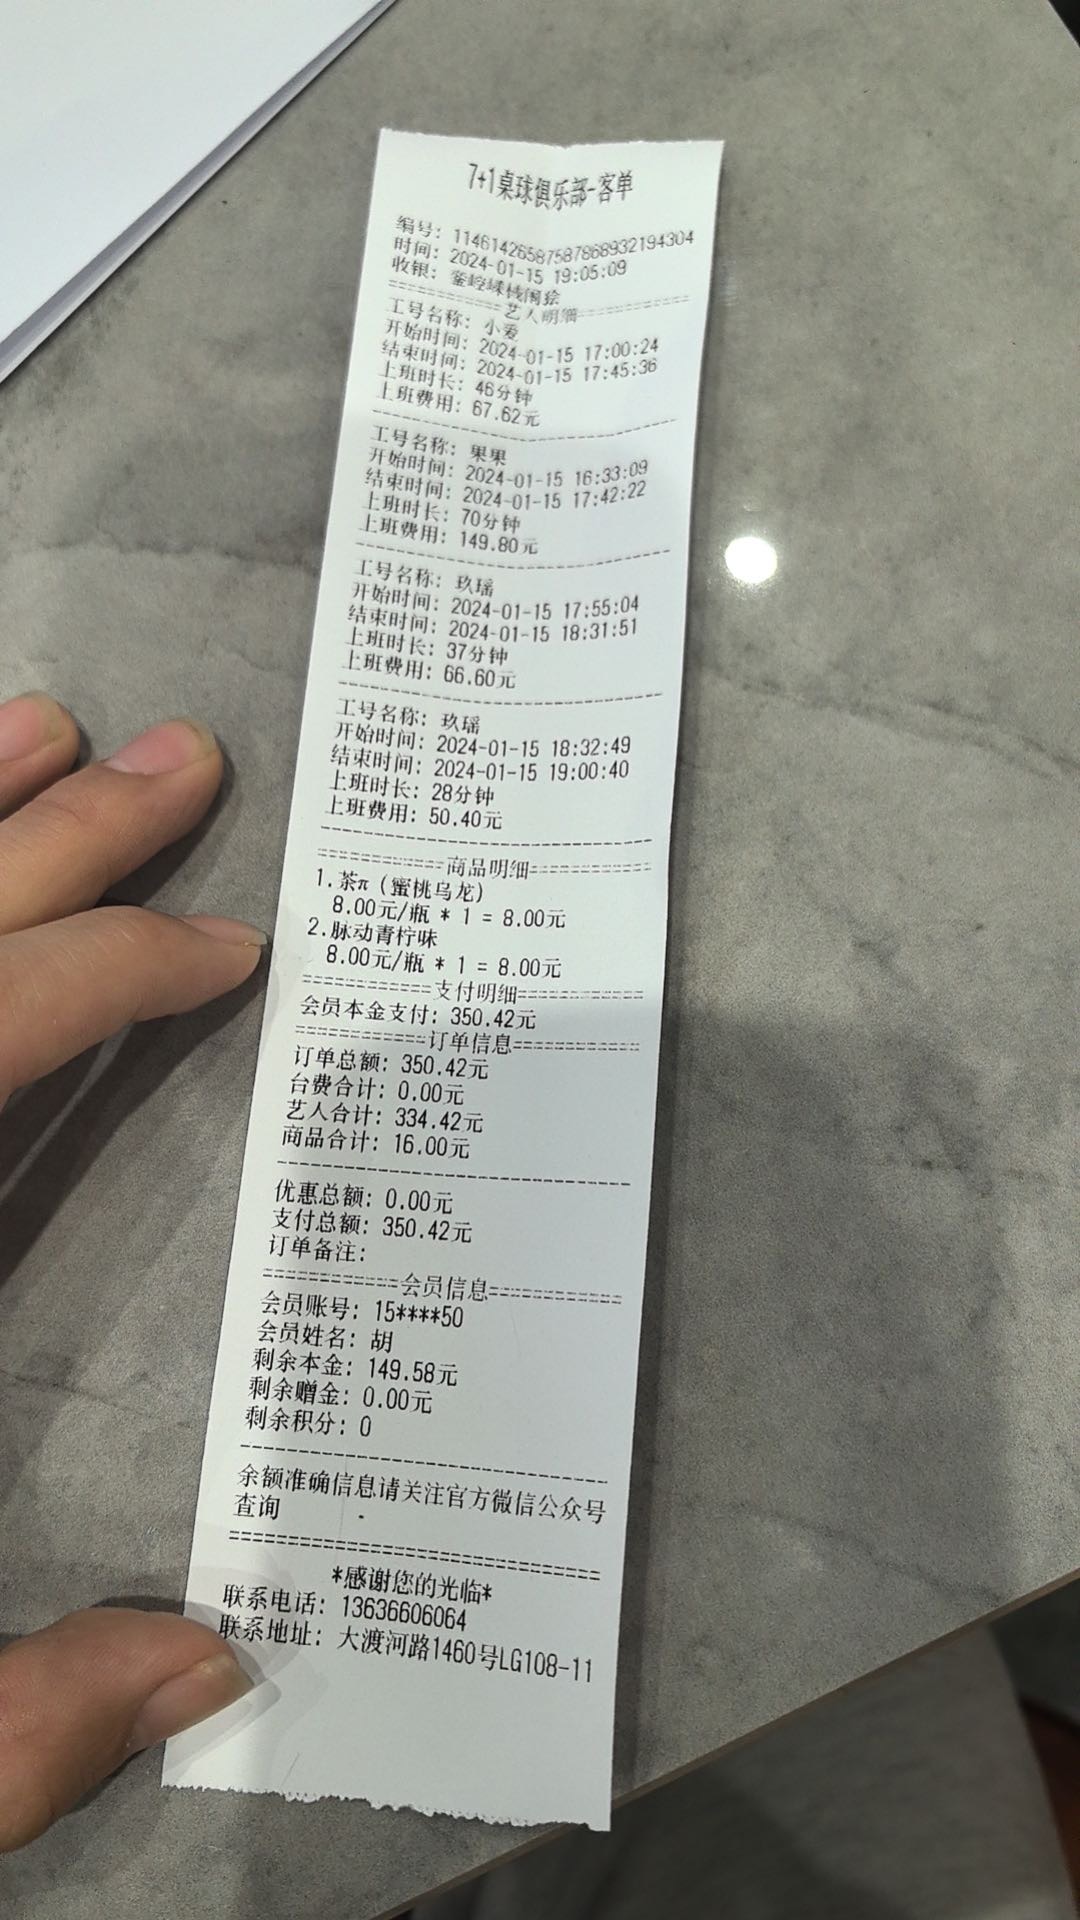 7+1桌球俱乐部-客单
编号: 11461426587587868932194304
时间: 2024-01-15 19:05:09
收银:
============艺人明细============
工号名称: 小爱
开始时间: 2024-01-15 17:00:24
结束时间: 2024-01-15 17:45:36
上班时长: 46分钟
上班费用: 67.62元
--------------------------------
工号名称: 果果
开始时间: 2024-01-15 16:33:09
结束时间: 2024-01-15 17:42:22
上班时长: 70分钟
上班费用: 149.80元
--------------------------------
工号名称: 玖瑶
开始时间: 2024-01-15 17:55:04
结束时间: 2024-01-15 18:31:51
上班时长: 37分钟
上班费用: 66.60元
--------------------------------
工号名称: 玖瑶
开始时间: 2024-01-15 18:32:49
结束时间: 2024-01-15 19:00:40
上班时长: 28分钟
上班费用: 50.40元
--------------------------------
============商品明细============
1.茶π(蜜桃乌龙)
8.00元/瓶 * 1 = 8.00元
2.脉动青柠味
8.00元/瓶 * 1 = 8.00元
============支付明细============
会员本金支付: 350.42元
============订单信息============
订单总额: 350.42元
台费合计: 0.00元
艺人合计: 334.42元
商品合计: 16.00元
--------------------------------
优惠总额: 0.00元
支付总额: 350.42元
订单备注:
============会员信息============
会员账号: 15****50
会员姓名: 胡
剩余本金: 149.58元
剩余赠金: 0.00元
剩余积分: 0
--------------------------------
余额准确信息请关注官方微信公众号
查询
================================
*感谢您的光临*
联系电话: 13636606064
联系地址: 大渡河路1460号LG108-11